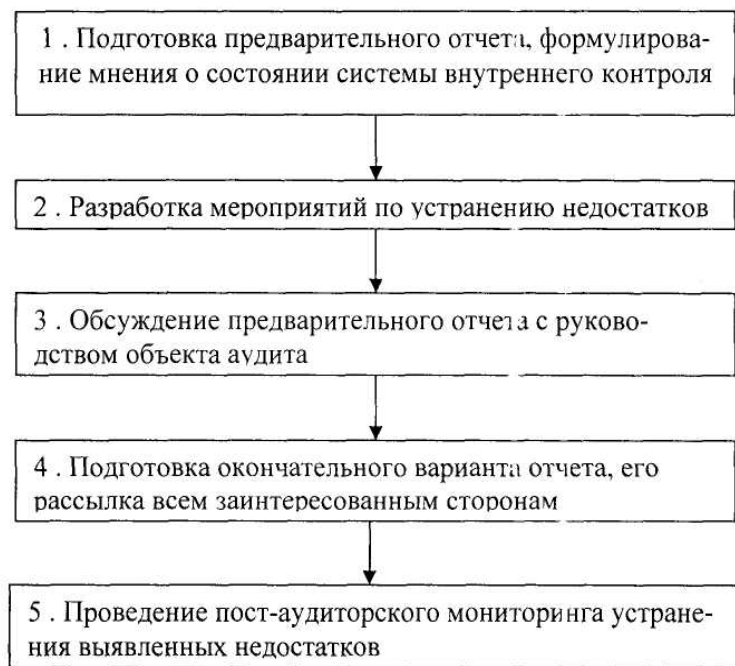 1 . Подготовка предварительного отчета, формулирова-
ние мнения о состоянии системы внутреннего контроля
2 . Разработка мероприятий по устранению недостатков
3 . Обсуждение предварительного отчета с руково-
дством объекта аудита
4 . Подготовка окончательного варианта отчета, его
рассылка всем заинтересованным сторонам
5 . Проведение пост-аудиторского мониторинга устране-
ния выявленных недостатков